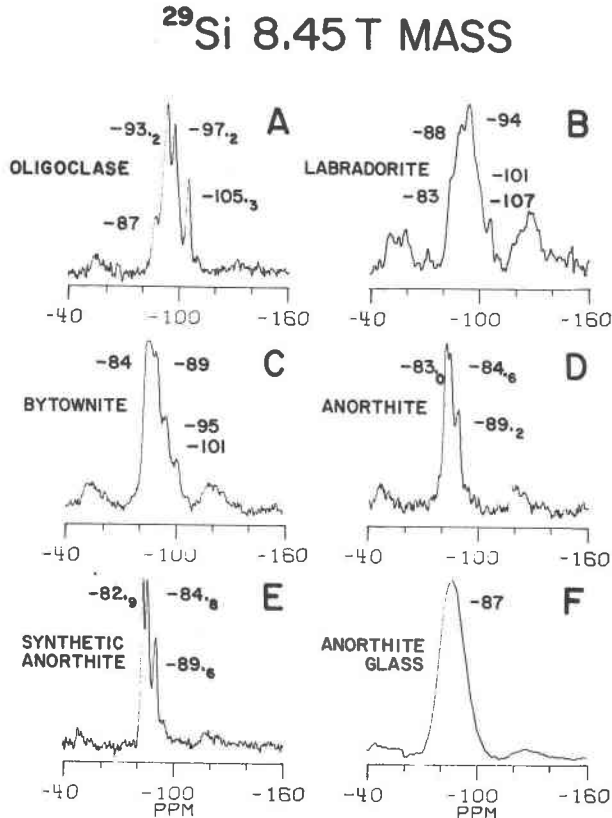 29Si 8.45 T MASS
A
OLIGOCLASE
-93.2
-97.2
-105.3
-87
-40
-100
-160
B
LABRADORITE
-88
-94
-83
-101
-107
-40
-100
-160
C
BYTOWNITE
-84
-89
-95
-101
-40
-100
-160
D
ANORTHITE
-83.0
-84.6
-89.2
-40
-100
-160
E
SYNTHETIC
ANORTHITE
-82.9
-84.8
-89.6
-40
-100
-160
PPM
F
ANORTHITE
GLASS
-87
-40
-100
-160
PPM